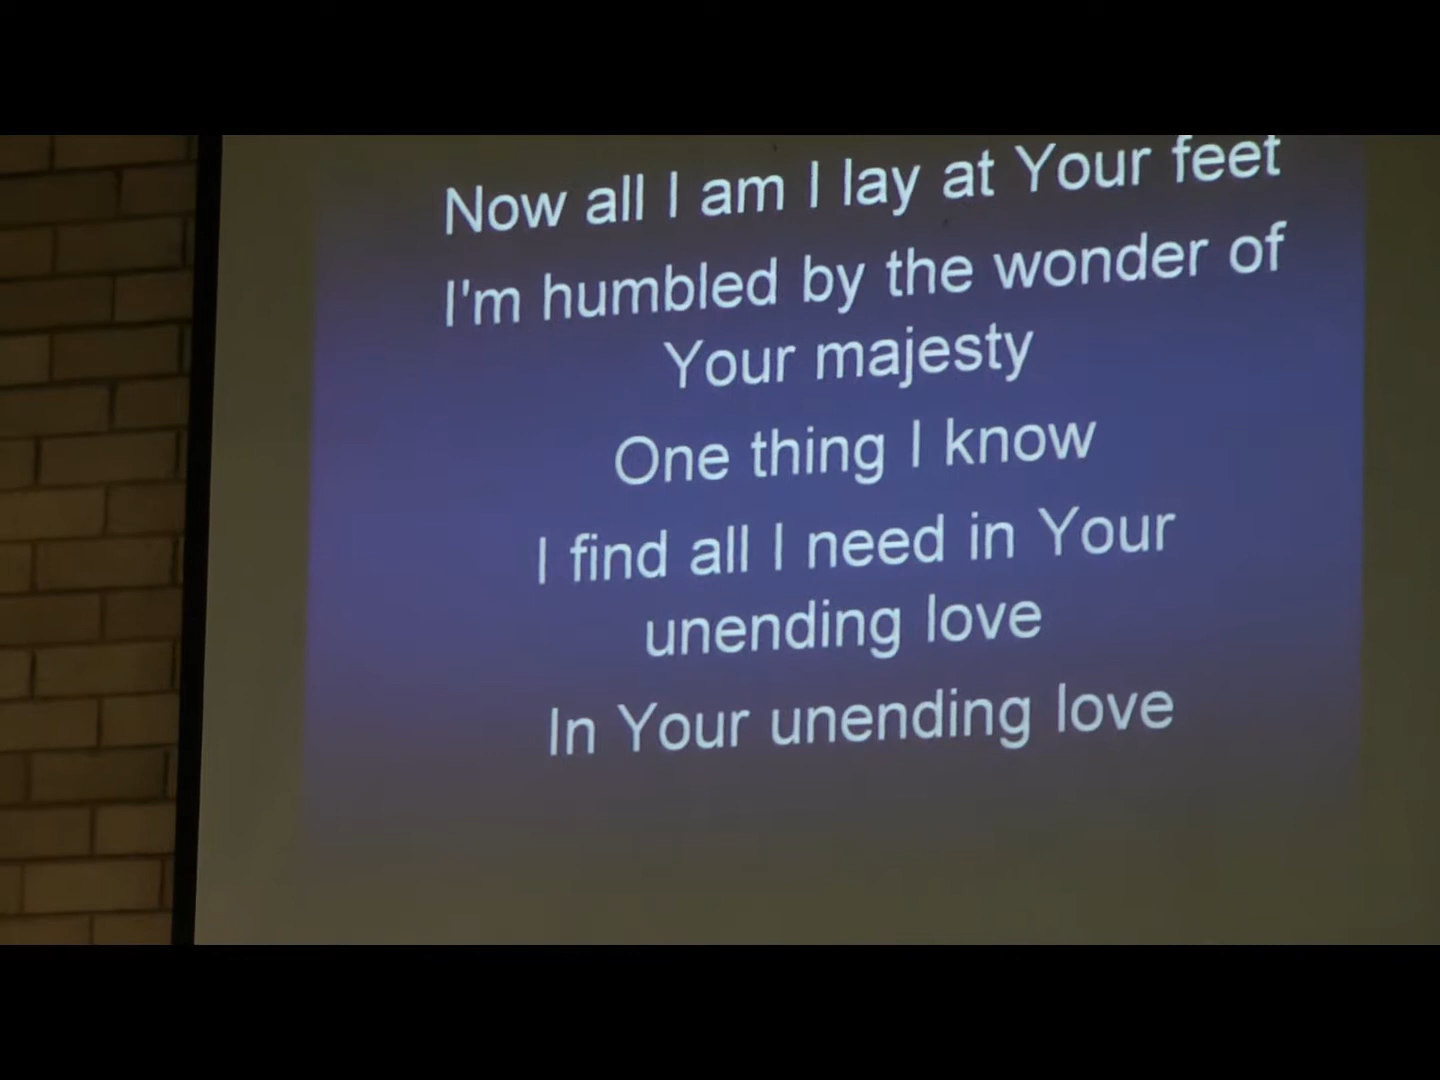 Now all I am I lay at Your feet
I'm humbled by the wonder of
Your majesty
One thing I know
I find all I need in Your
unending love
In Your unending love